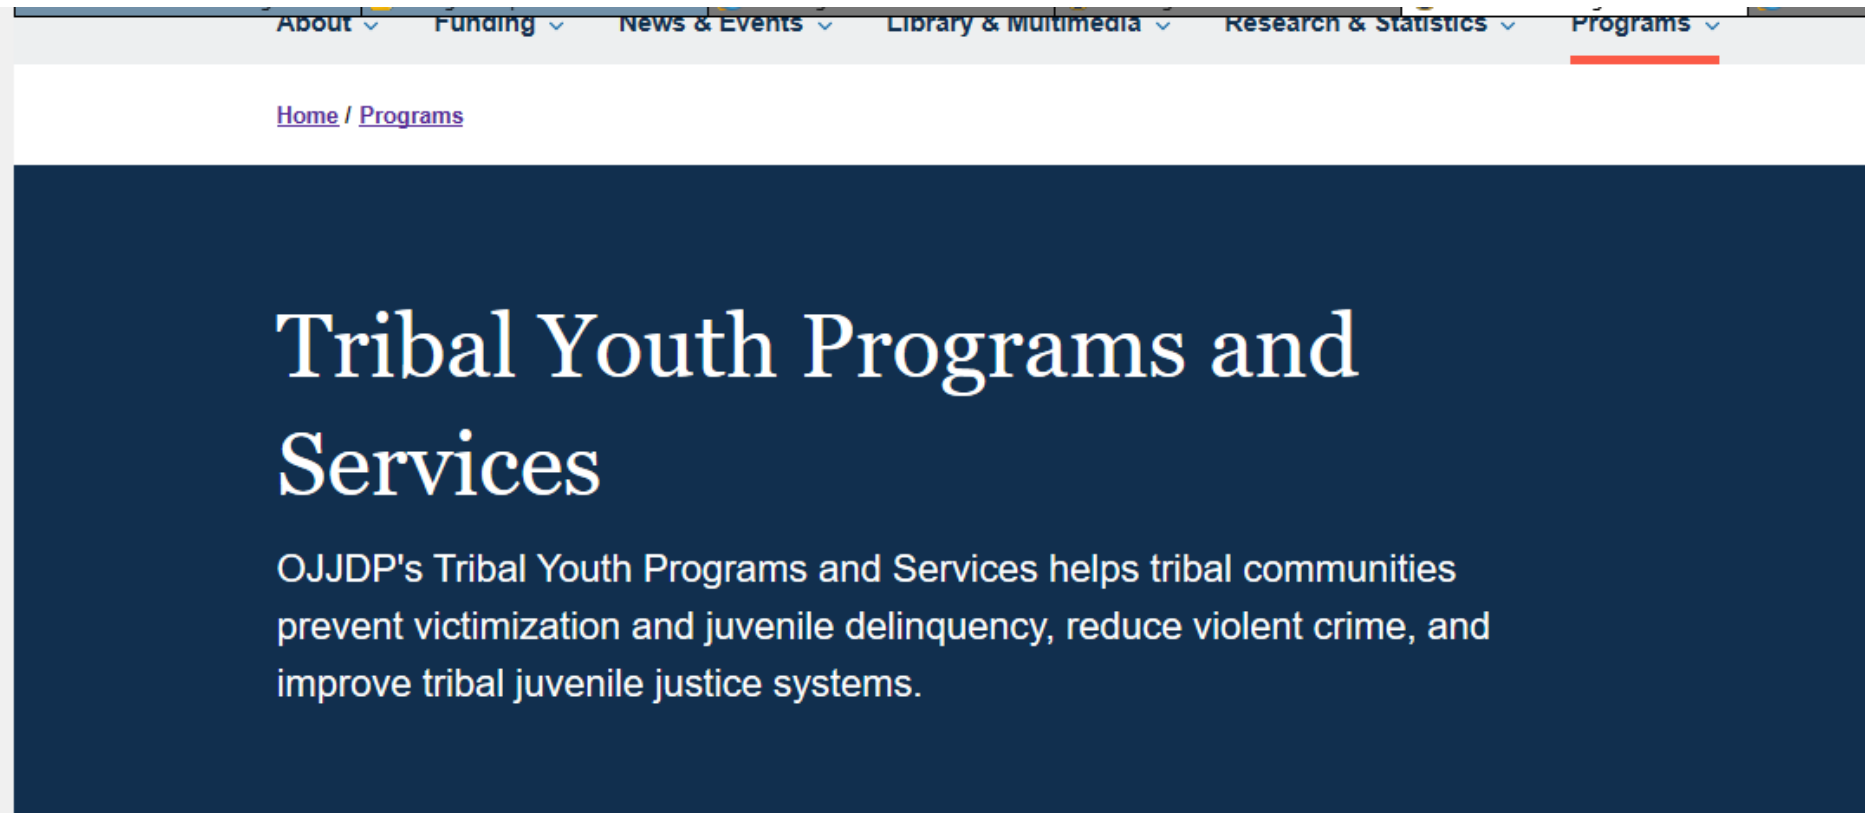 About Funding News & Events Library & Multimedia Research & Statistics Programs
Home / Programs
Tribal Youth Programs and
Services
OJJDP's Tribal Youth Programs and Services helps tribal communities
prevent victimization and juvenile delinquency, reduce violent crime, and
improve tribal juvenile justice systems.